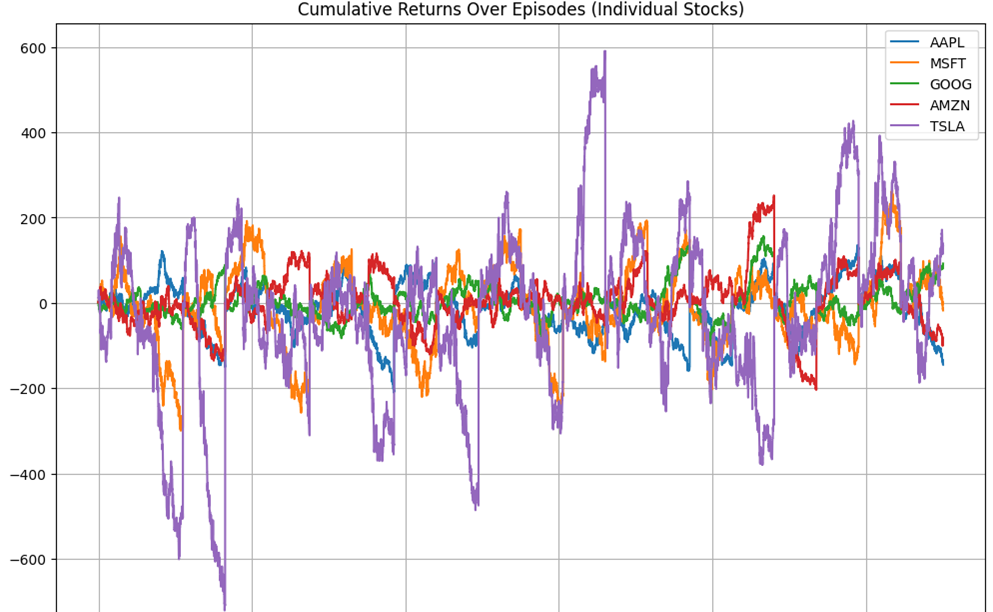 Cumulative Returns Over Episodes (Individual Stocks)
AAPL
MSFT
GOOG
AMZN
TSLA
600
400
200
0
−200
−400
−600